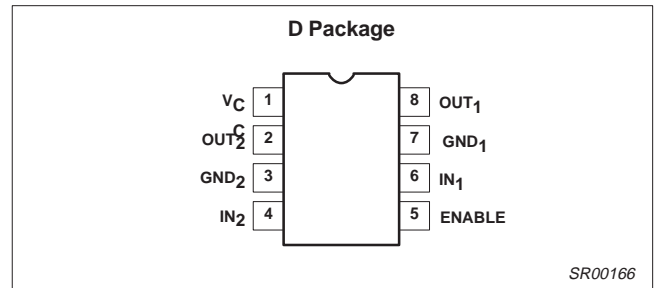 D Package
VCC 1
OUT2 2
GND2 3
IN2 4
8 OUT1
7 GND1
6 IN1
5 ENABLE
SR00166